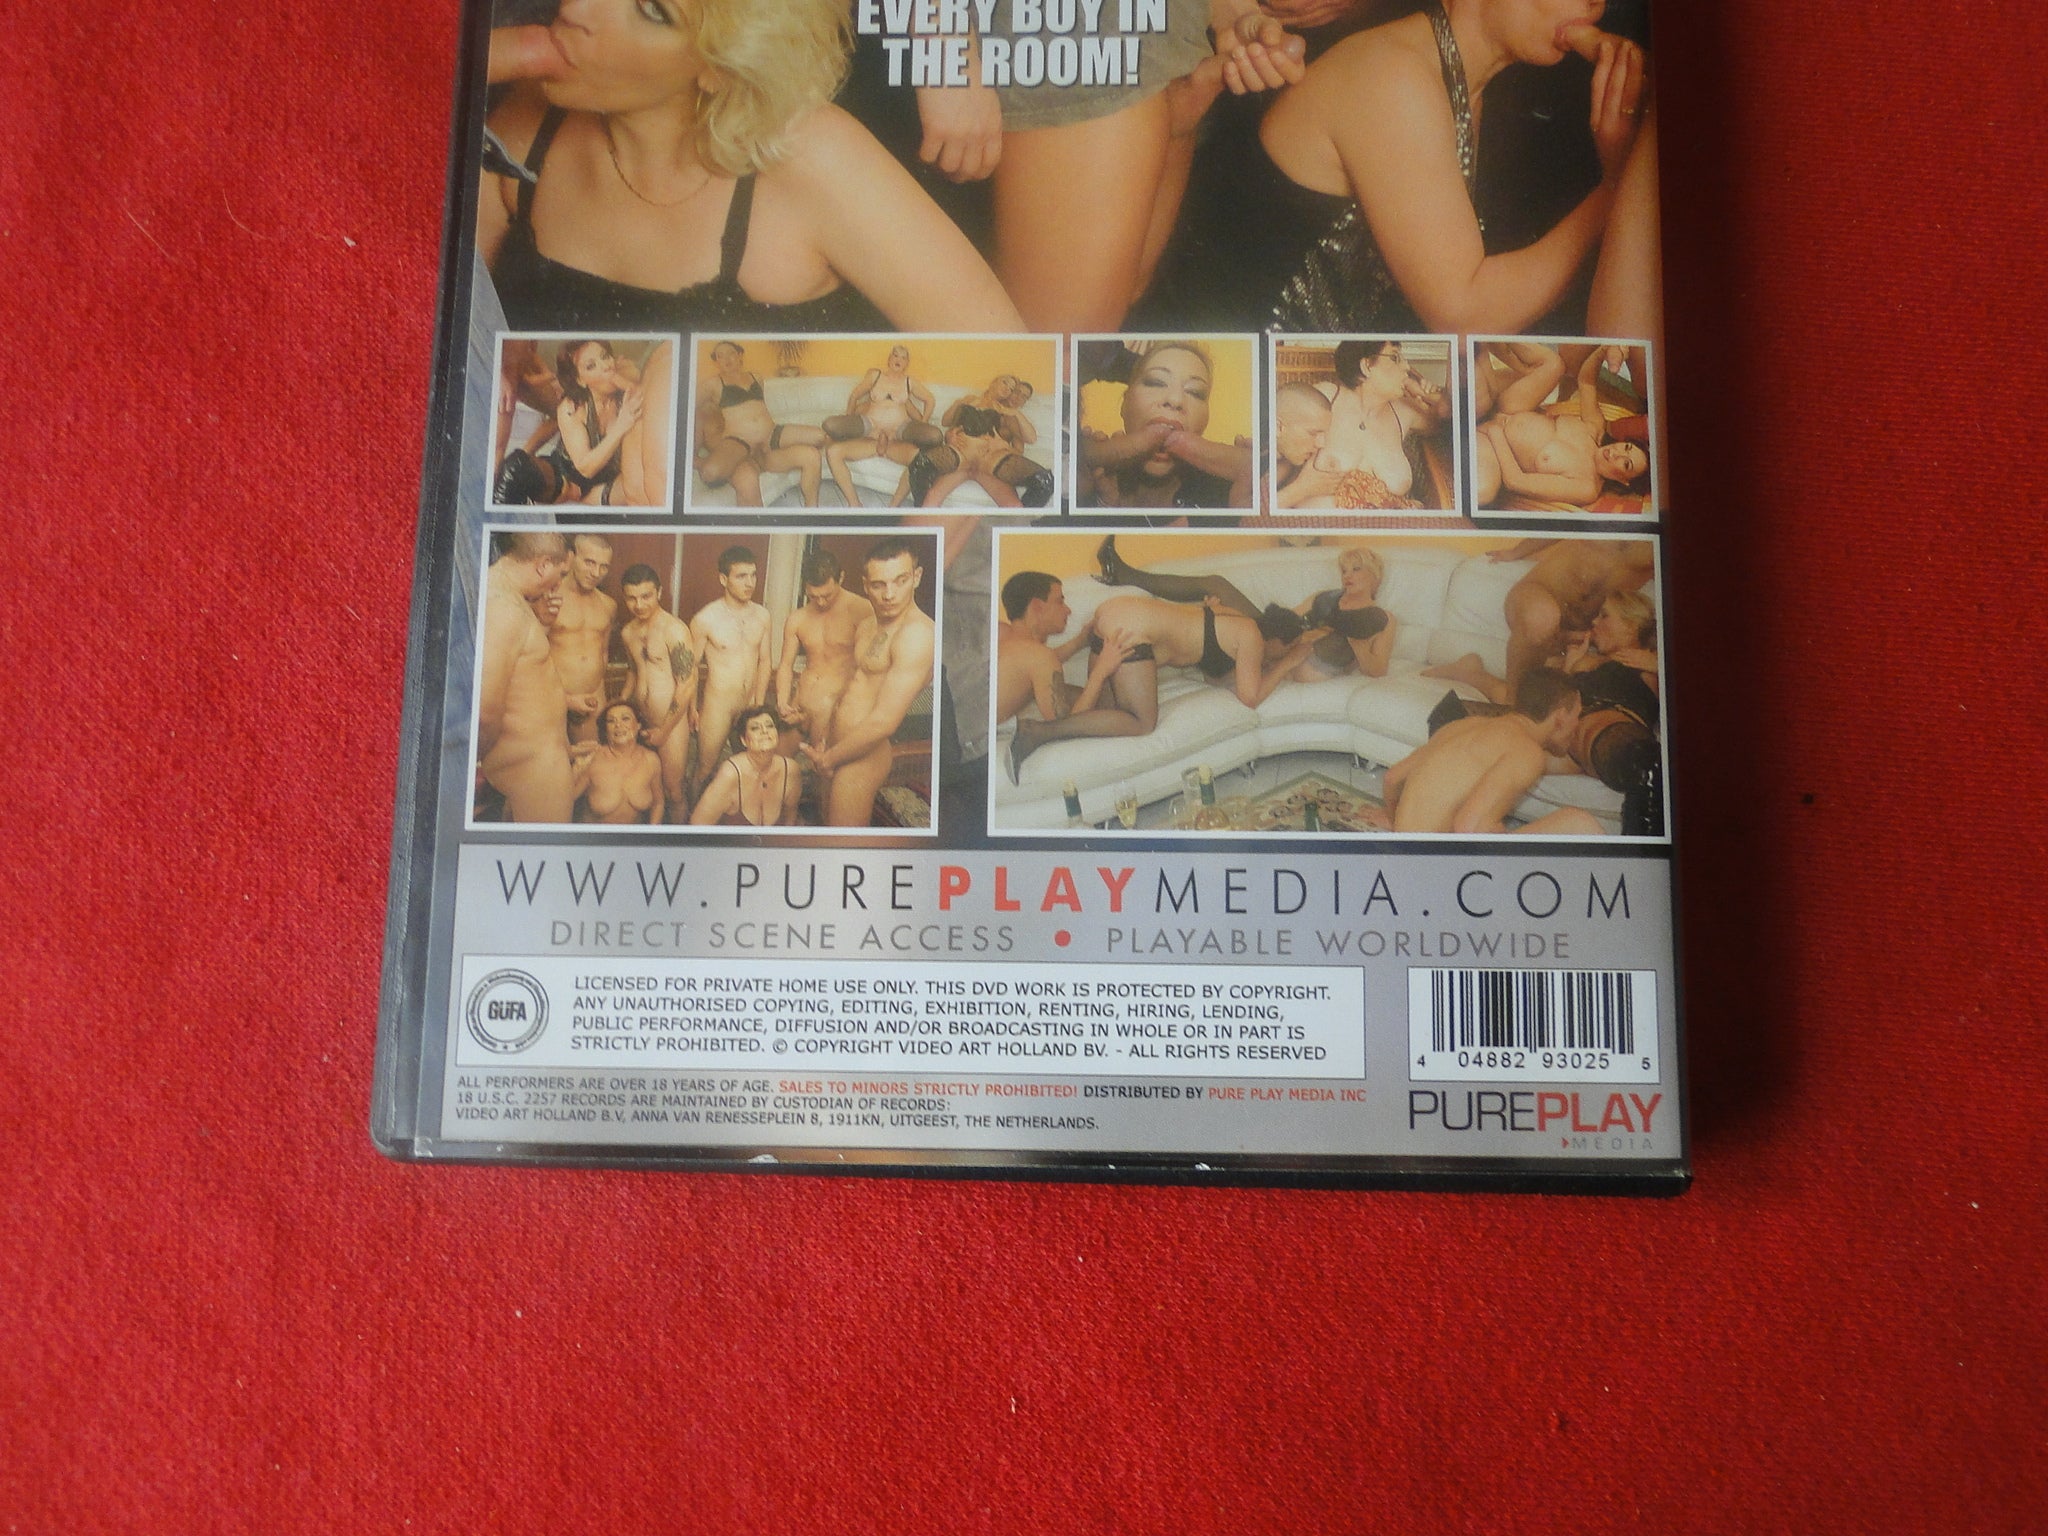 EVERY BOY IN
THE ROOM!
WWW.PUREPLAYMEDIA.COM
DIRECT SCENE ACCESS • PLAYABLE WORLDWIDE
GÜFA
LICENSED FOR PRIVATE HOME USE ONLY. THIS DVD WORK IS PROTECTED BY COPYRIGHT.
ANY UNAUTHORISED COPYING, EDITING, EXHIBITION, RENTING, HIRING, LENDING,
PUBLIC PERFORMANCE, DIFFUSION AND/OR BROADCASTING IN WHOLE OR IN PART IS
STRICTLY PROHIBITED. © COPYRIGHT VIDEO ART HOLLAND BV. - ALL RIGHTS RESERVED
4 04882 93025 5
ALL PERFORMERS ARE OVER 18 YEARS OF AGE. SALES TO MINORS STRICTLY PROHIBITED! DISTRIBUTED BY PURE PLAY MEDIA INC
18 U.S.C. 2257 RECORDS ARE MAINTAINED BY CUSTODIAN OF RECORDS:
VIDEO ART HOLLAND B.V, ANNA VAN RENESSEPLEIN 8, 1911KN, UITGEEST, THE NETHERLANDS.
PUREPLAY
MEDIA